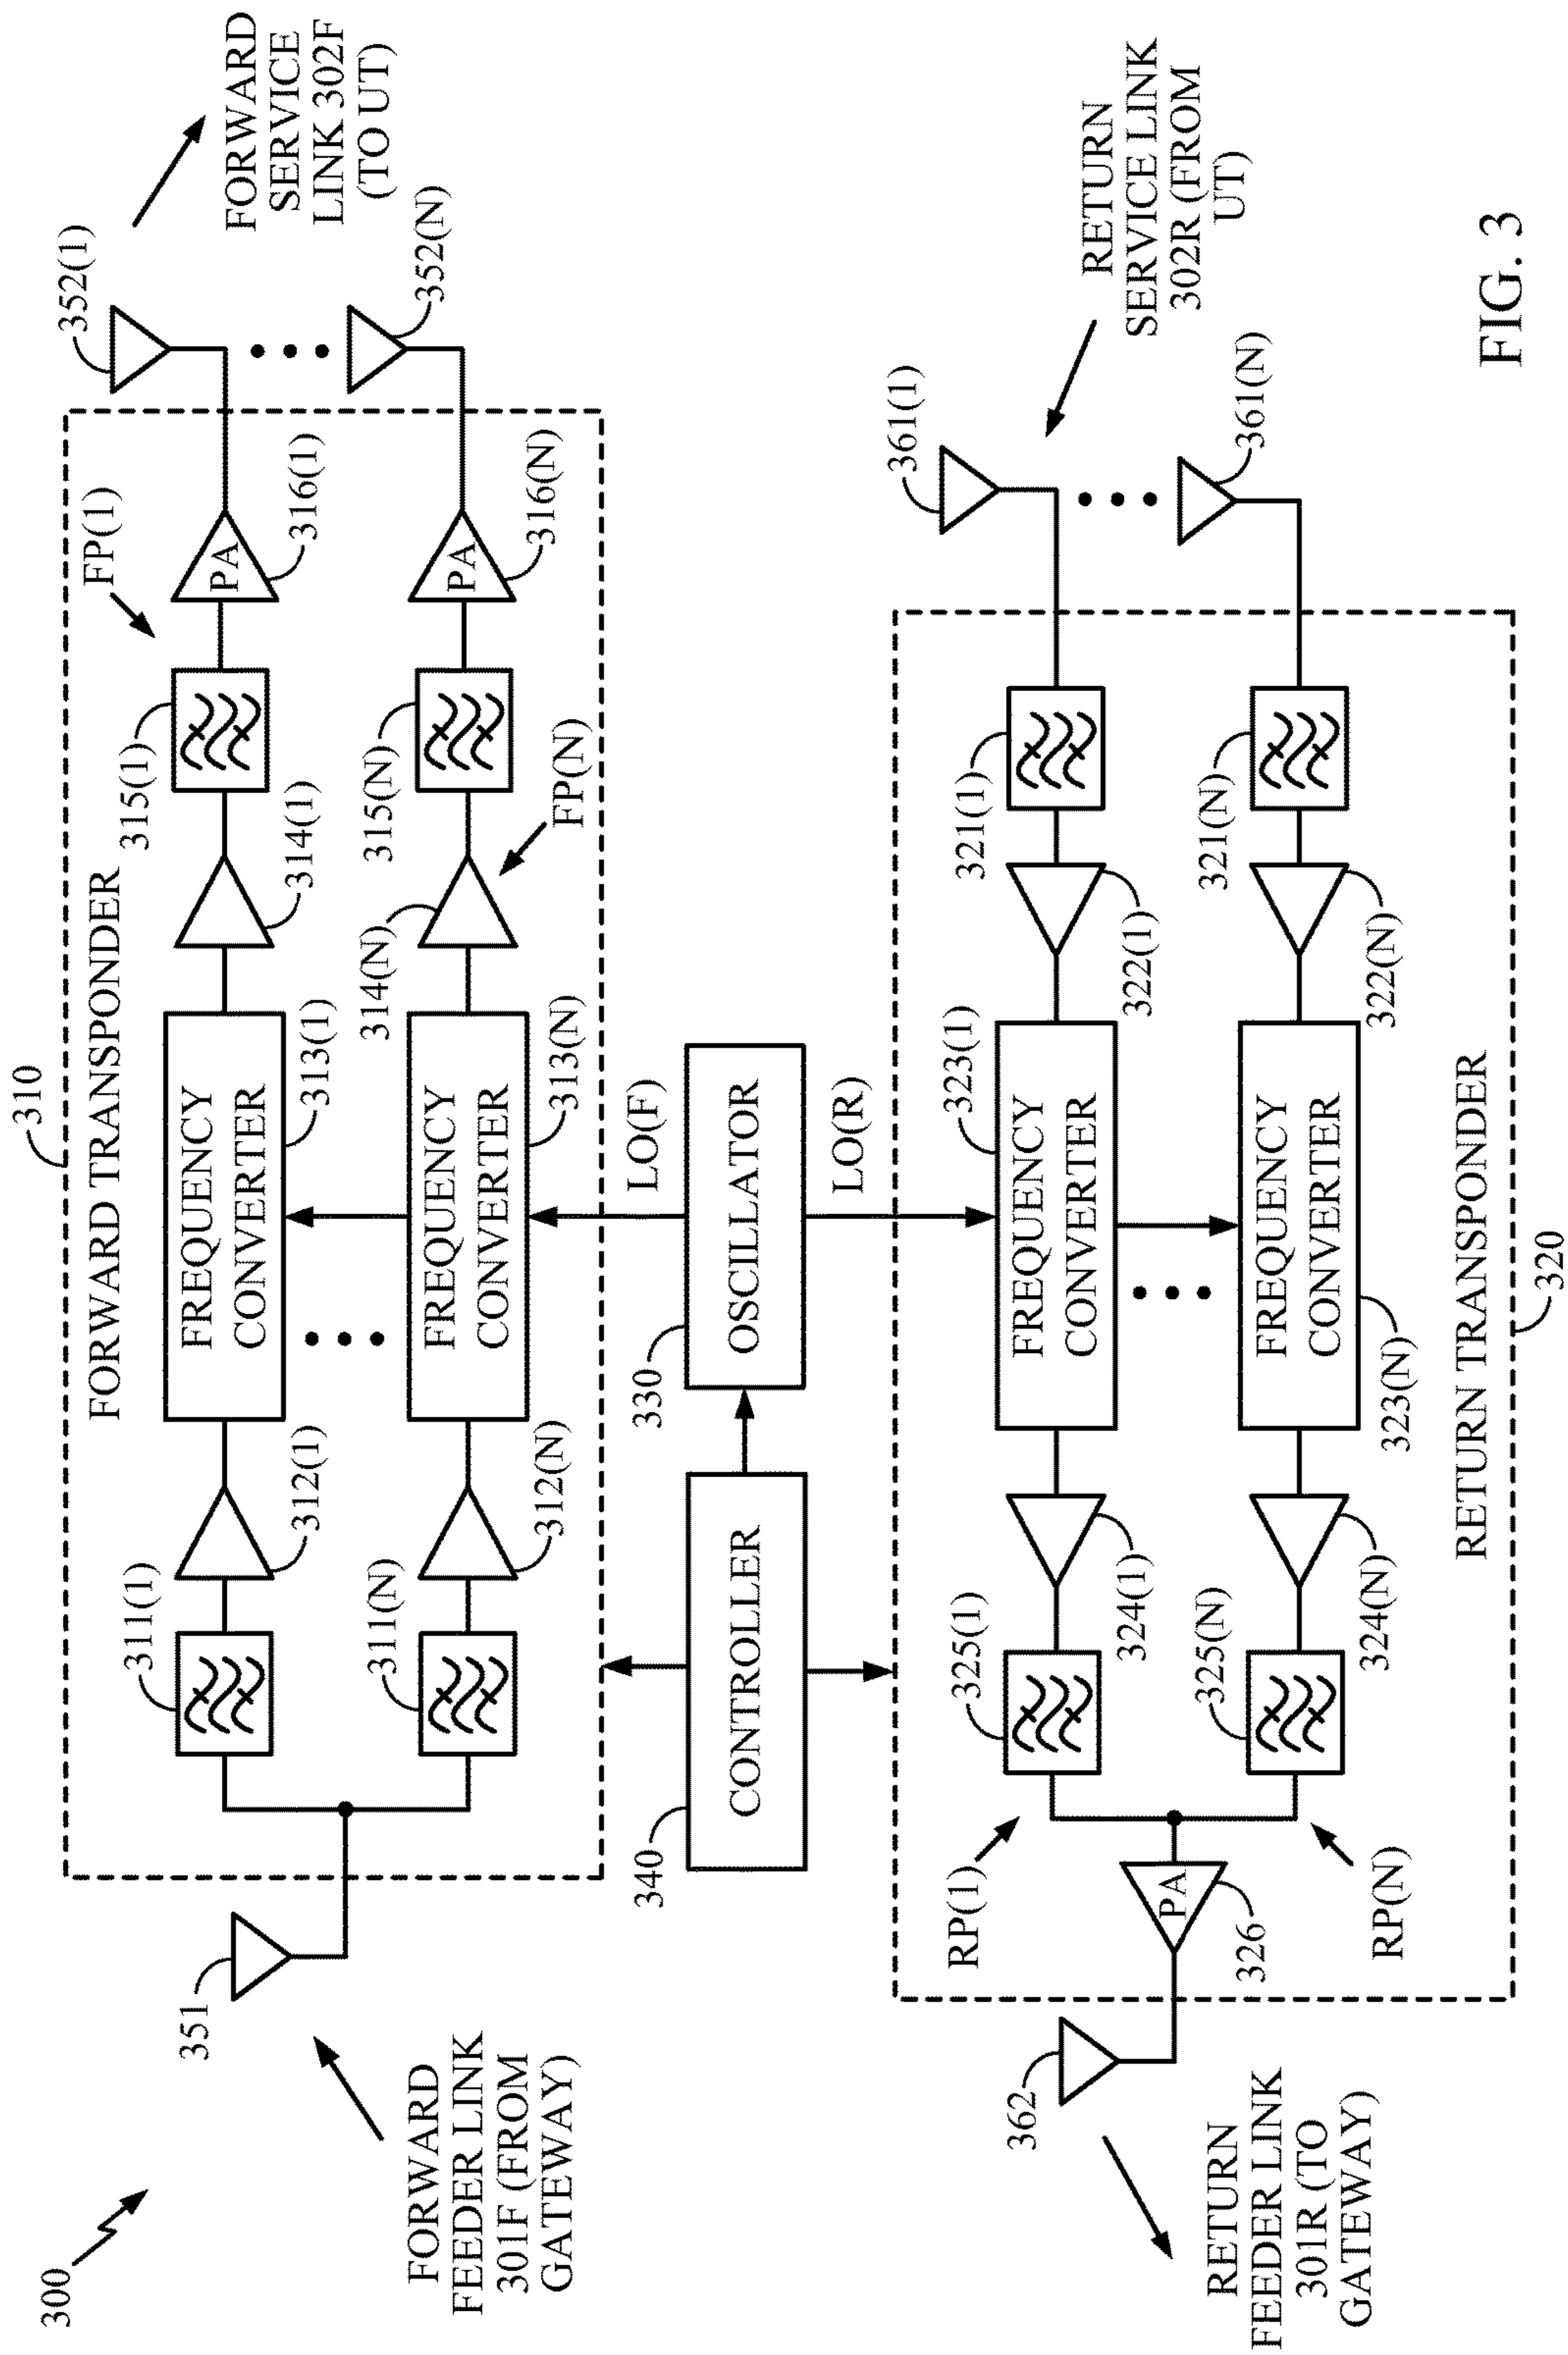 300
310
FORWARD TRANSPONDER
351
FORWARD
FEEDER LINK
301F (FROM
GATEWAY)
311(1)
312(1)
FREQUENCY
CONVERTER
313(1)
314(1)
315(1)
FP(1)
PA
316(1)
352(1)
FORWARD
SERVICE
LINK 302F
(TO UT)
311(N)
312(N)
FREQUENCY
CONVERTER
313(N)
314(N)
315(N)
FP(N)
PA
316(N)
352(N)
LO(F)
340
CONTROLLER
330
OSCILLATOR
LO(R)
362
RETURN
FEEDER LINK
301R (TO
GATEWAY)
RP(1)
PA
326
RP(N)
325(1)
324(1)
FREQUENCY
CONVERTER
323(1)
322(1)
321(1)
361(1)
RETURN
SERVICE LINK
302R (FROM
UT)
325(N)
324(N)
FREQUENCY
CONVERTER
323(N)
322(N)
321(N)
361(N)
RETURN TRANSPONDER
320
FIG. 3